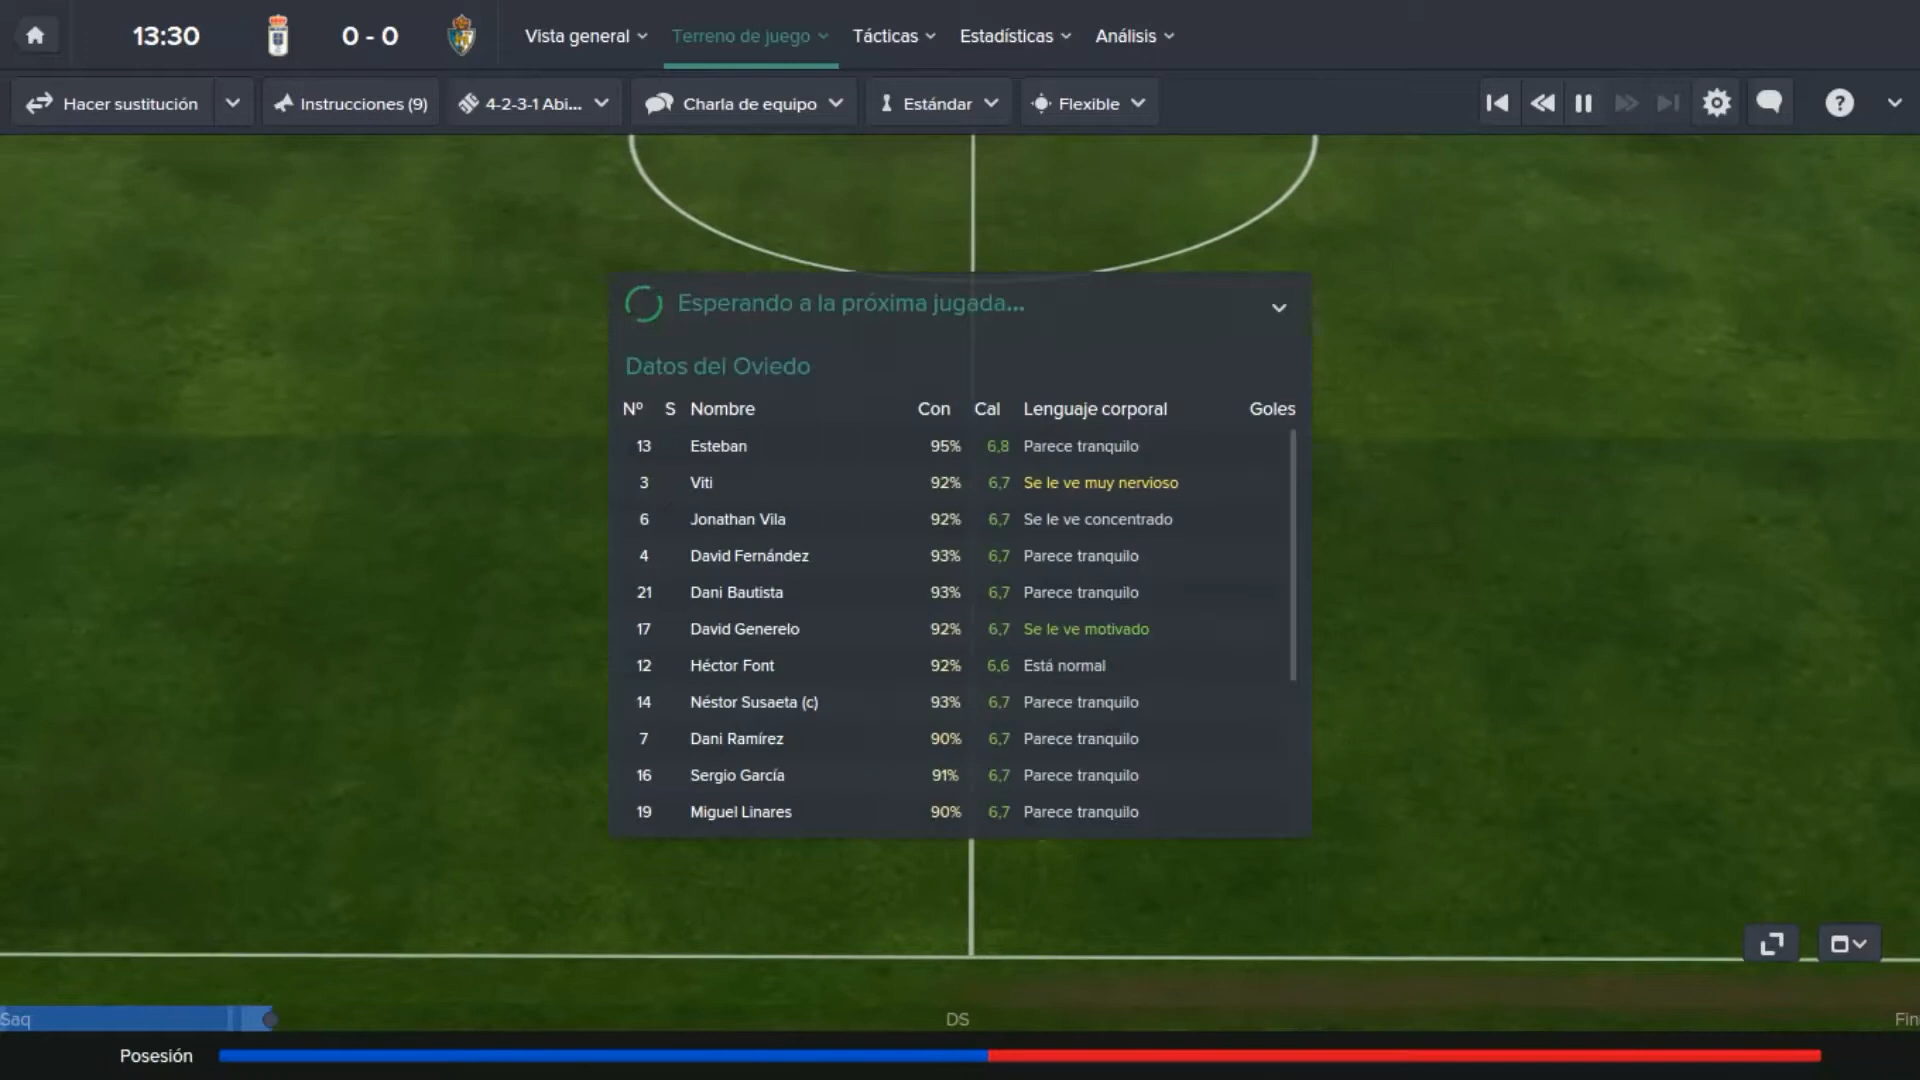 13:30 0 - 0 Vista general Terreno de juego Tácticas Estadísticas Análisis
Hacer sustitución Instrucciones (9) 4-2-3-1 Abi... Charla de equipo Estándar Flexible ?
Esperando a la próxima jugada...
Datos del Oviedo
Nº S Nombre Con Cal Lenguaje corporal Goles
13 Esteban 95% 6,8 Parece tranquilo
3 Viti 92% 6,7 Se le ve muy nervioso
6 Jonathan Vila 92% 6,7 Se le ve concentrado
4 David Fernández 93% 6,7 Parece tranquilo
21 Dani Bautista 93% 6,7 Parece tranquilo
17 David Generelo 92% 6,7 Se le ve motivado
12 Héctor Font 92% 6,6 Está normal
14 Néstor Susaeta (c) 93% 6,7 Parece tranquilo
7 Dani Ramírez 90% 6,7 Parece tranquilo
16 Sergio García 91% 6,7 Parece tranquilo
19 Miguel Linares 90% 6,7 Parece tranquilo
Saq DS Fin
Posesión